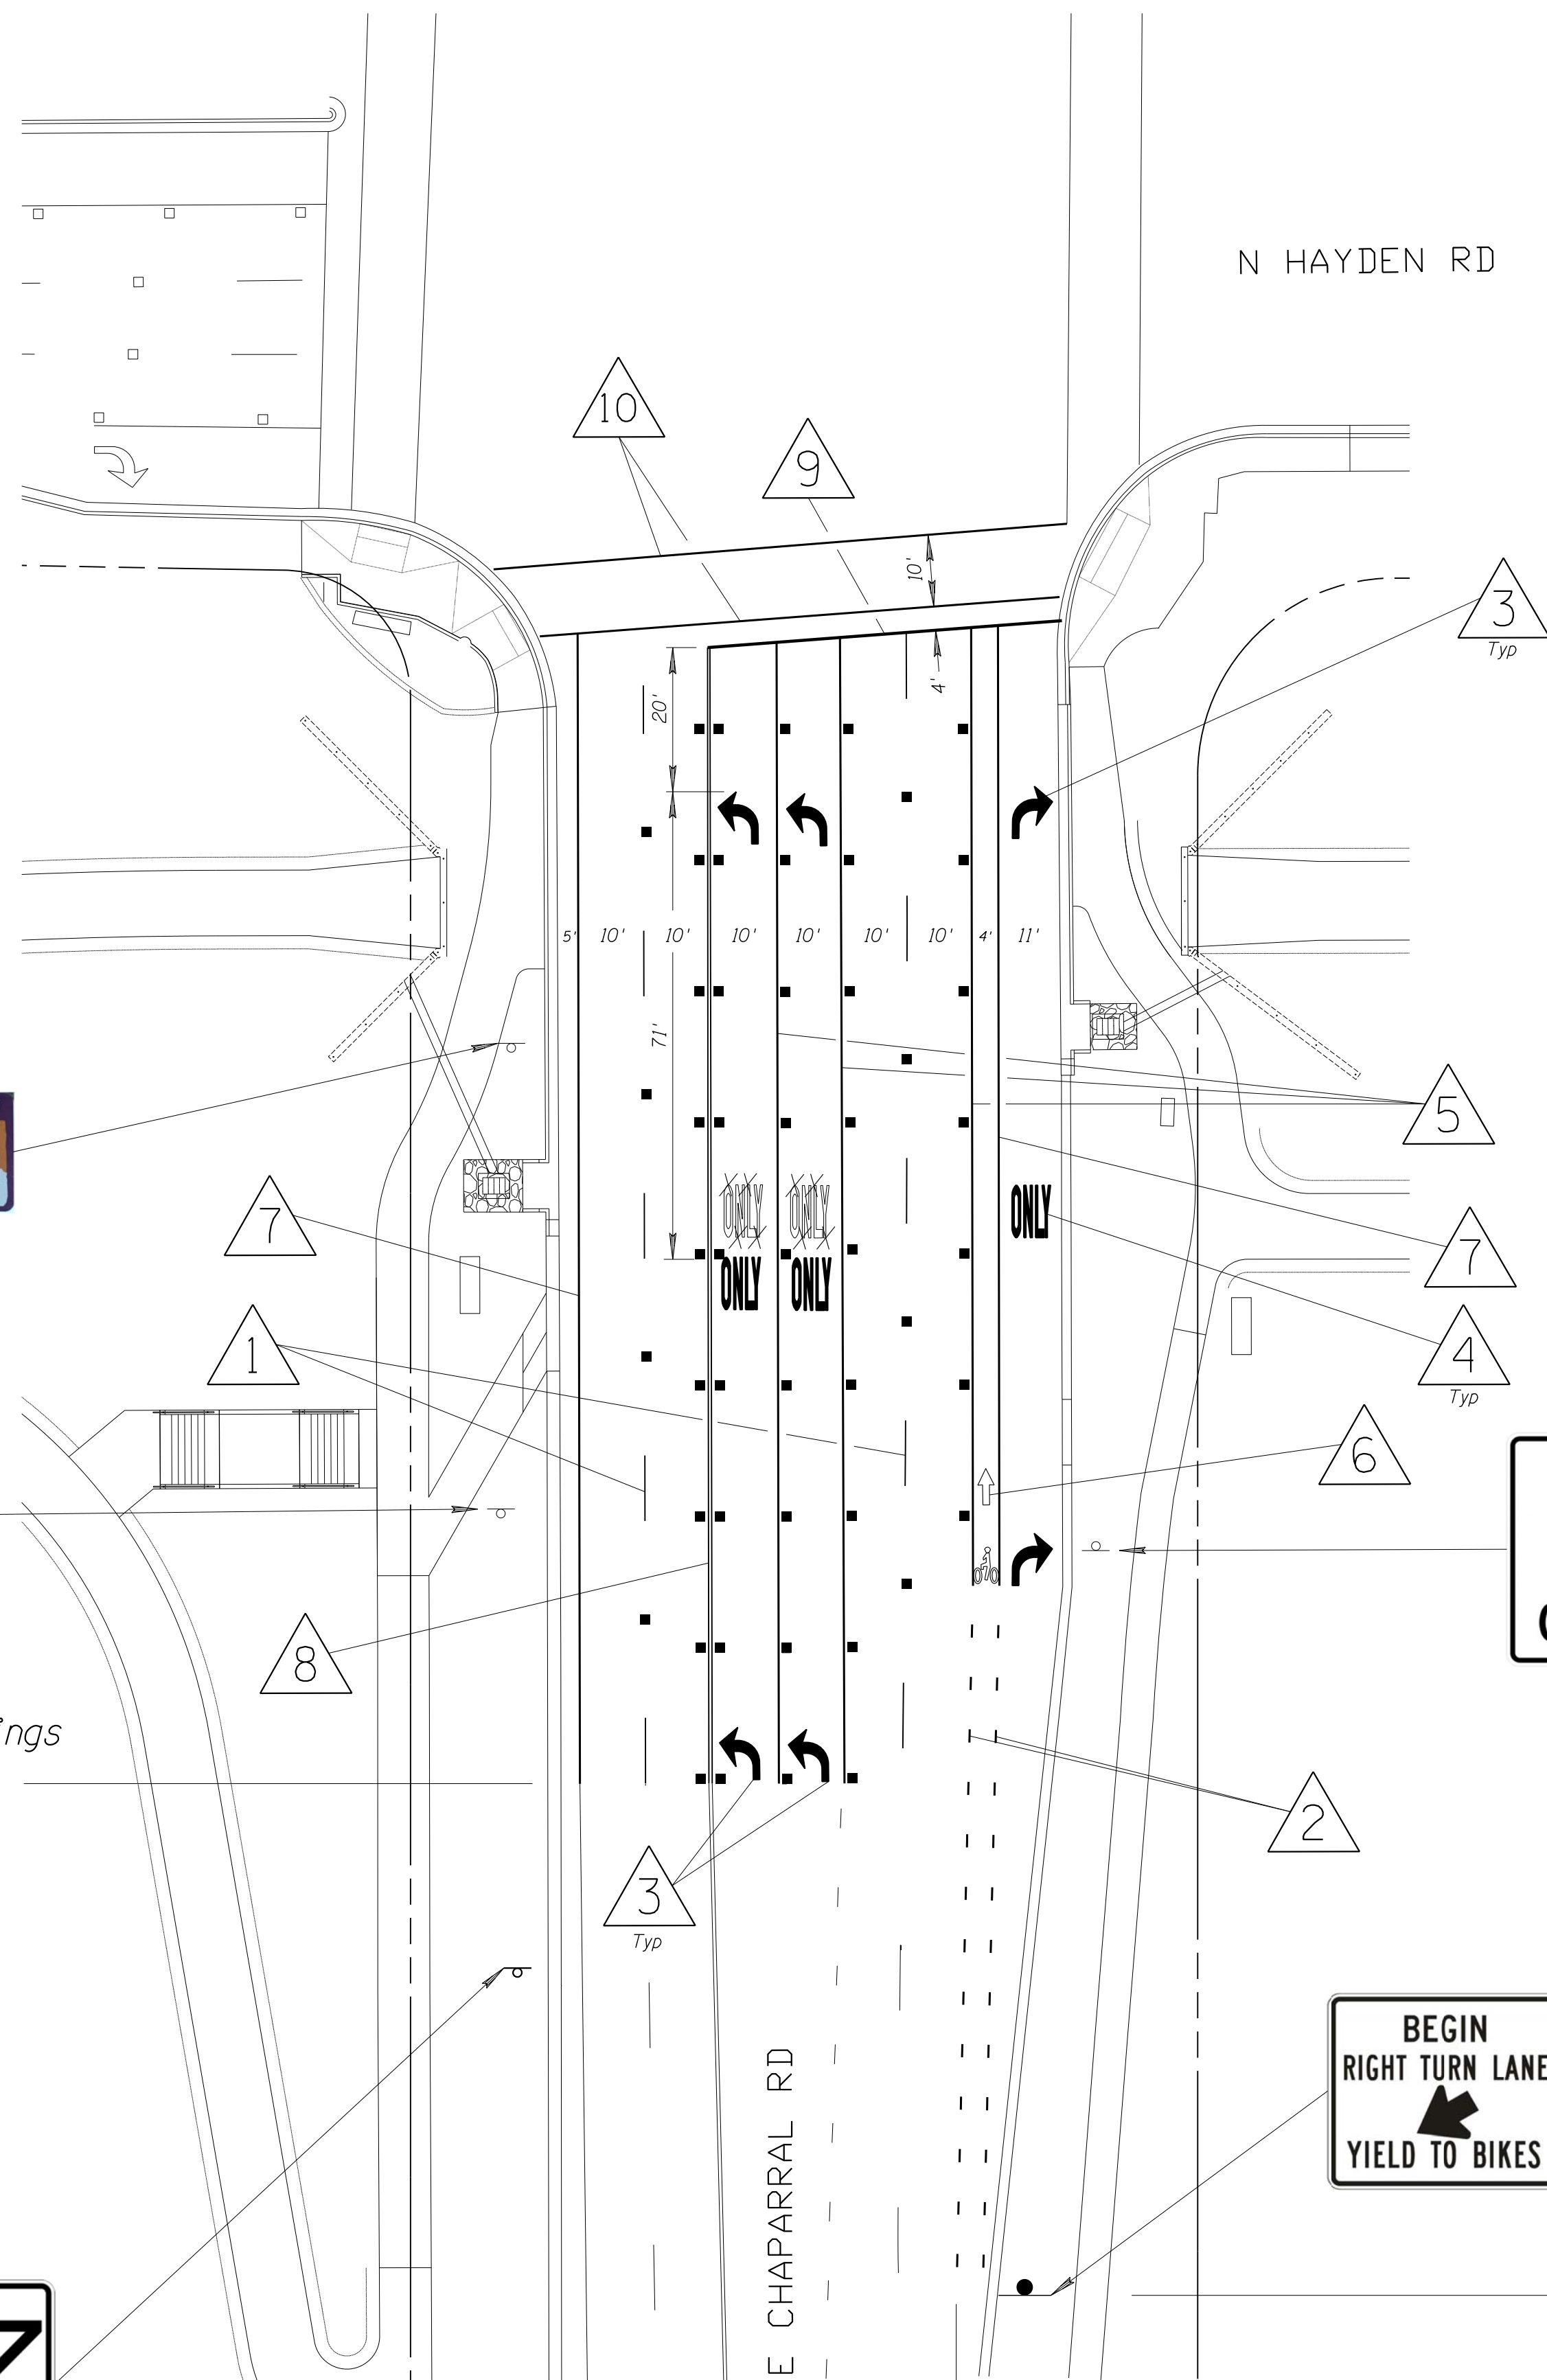 N HAYDEN RD
10
9
10'
3
Typ
20'
4'
5' 10' 10' 10' 10' 10' 10' 4' 11'
71'
5
7
ONLY ONLY ONLY
7
ONLY ONLY
1
4
Typ
6
8
ings
2
3
Typ
E CHAPARRAL RD
BEGIN
RIGHT TURN LANE
YIELD TO BIKES